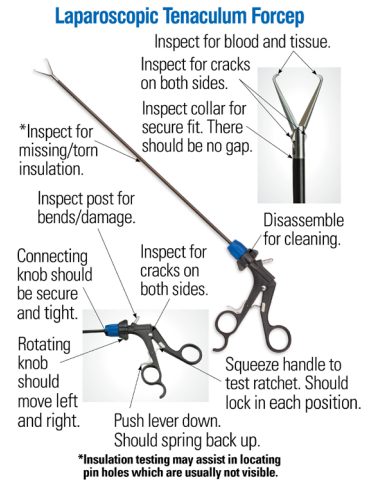 Laparoscopic Tenaculum Forcep
Inspect for blood and tissue.
Inspect for cracks
on both sides.
Inspect collar for
secure fit. There
should be no gap.
*Inspect for
missing/torn
insulation.
Inspect post for
bends/damage.
Disassemble
for cleaning.
Connecting
knob should
be secure
and tight.
Inspect for
cracks on
both sides.
Rotating
knob
should
move left
and right.
Squeeze handle to
test ratchet. Should
lock in each position.
Push lever down.
Should spring back up.
*Insulation testing may assist in locating
pin holes which are usually not visible.